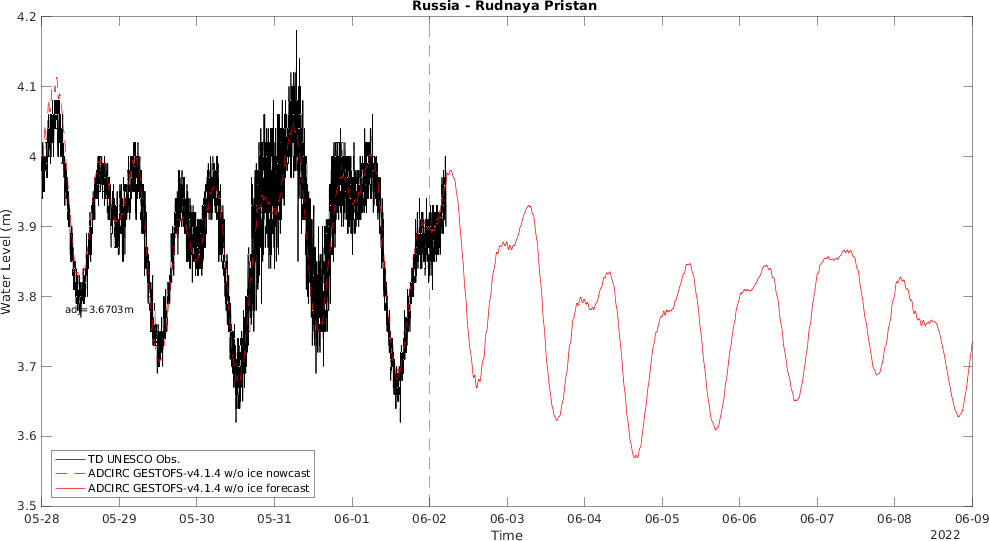 Russia - Rudnaya Pristan
4.2
4.1
4
3.9
3.8
3.7
3.6
3.5
Water Level (m)
adj=3.6703m
TD UNESCO Obs.
ADCIRC GESTOFS-v4.1.4 w/o ice nowcast
ADCIRC GESTOFS-v4.1.4 w/o ice forecast
05-28 05-29 05-30 05-31 06-01 06-02 06-03 06-04 06-05 06-06 06-07 06-08 06-09
Time
2022